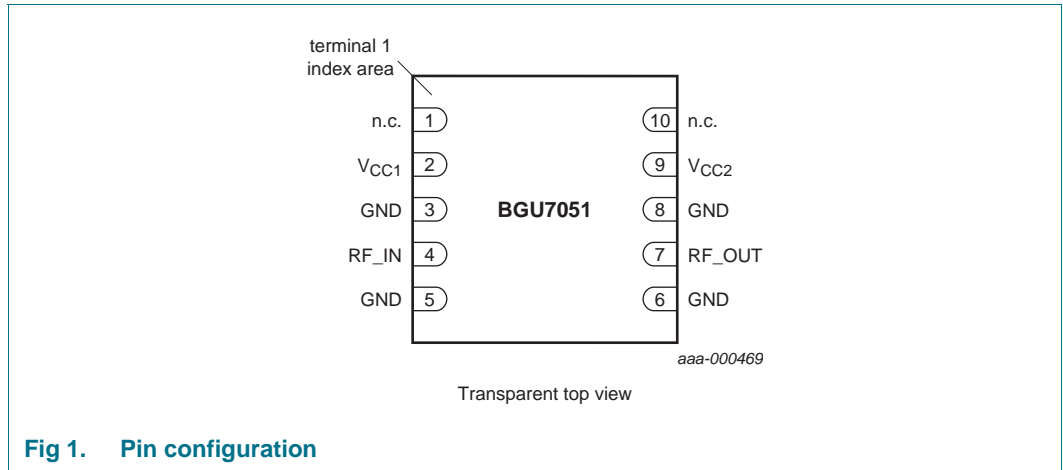 terminal 1
index area
n.c. 1 10 n.c.
VCC1 2 9 VCC2
GND 3 BGU7051 8 GND
RF_IN 4 7 RF_OUT
GND 5 6 GND
aaa-000469
Transparent top view
Fig 1. Pin configuration